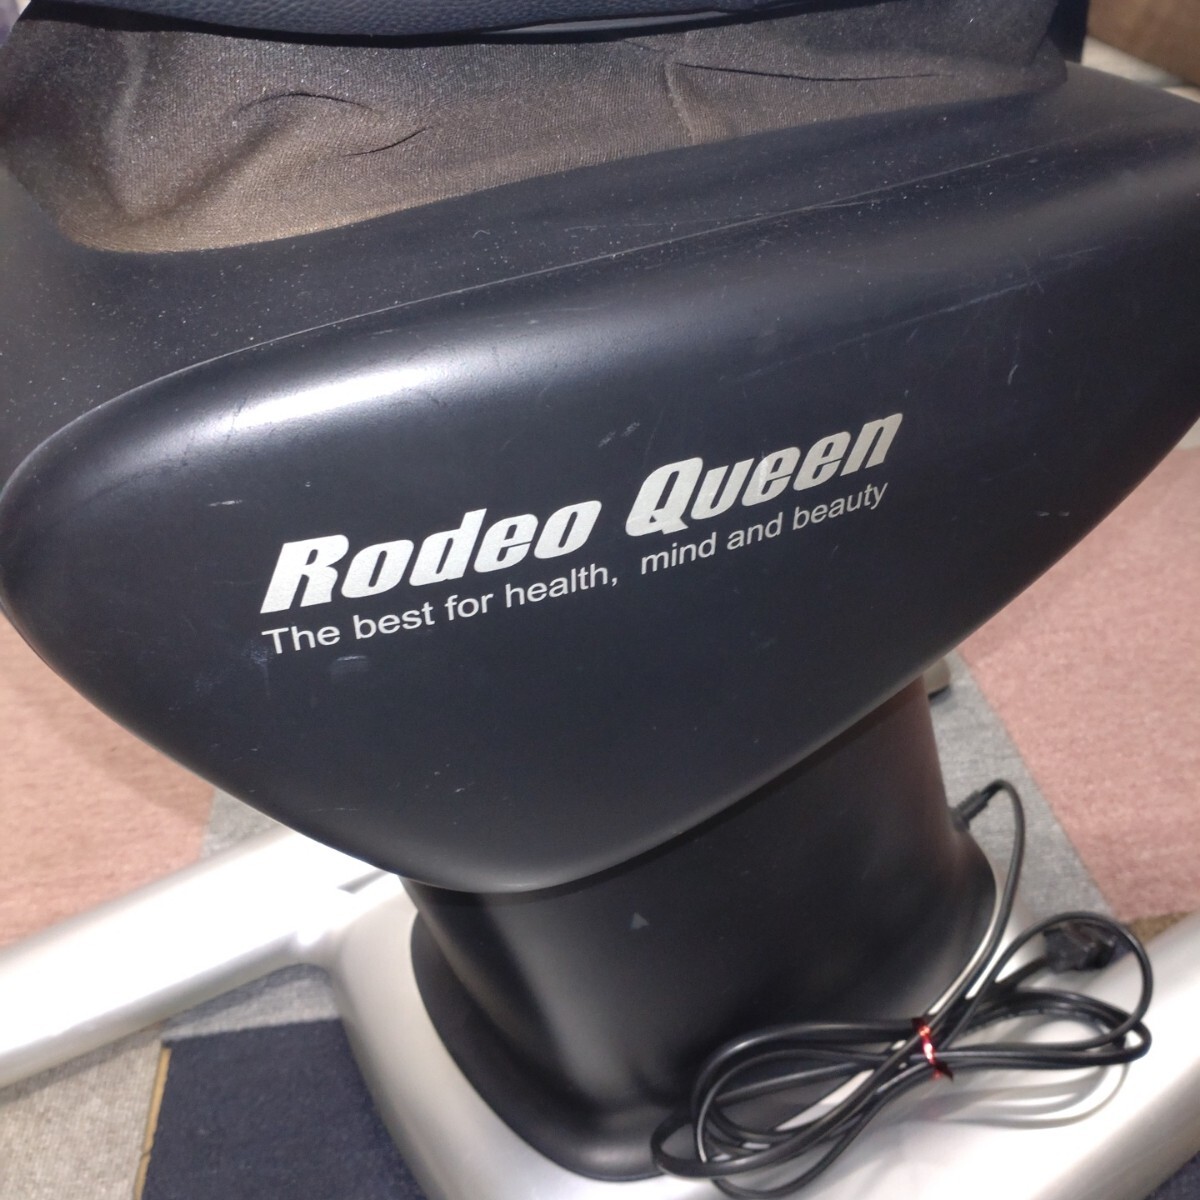 Rodeo Queen
The best for health, mind and beauty